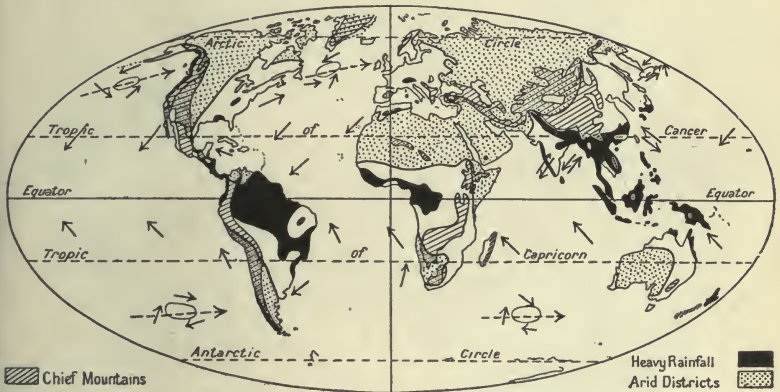 Arctic Circle
Tropic of Cancer
Equator Equator
Tropic of Capricorn
Antarctic Circle
Chief Mountains
Heavy Rainfall
Arid Districts